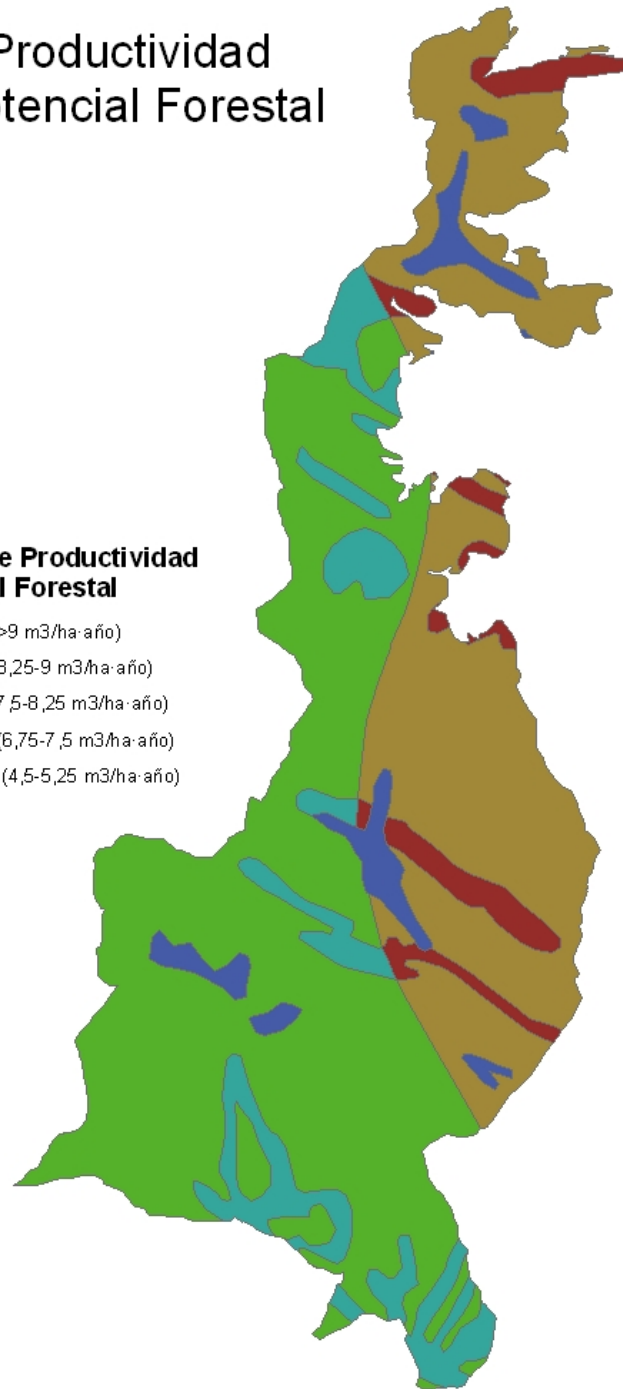 Productividad
tencial Forestal
e Productividad
l Forestal
>9 m3/ha·año)
8,25-9 m3/ha·año)
7,5-8,25 m3/ha·año)
(6,75-7,5 m3/ha·año)
(4,5-5,25 m3/ha·año)